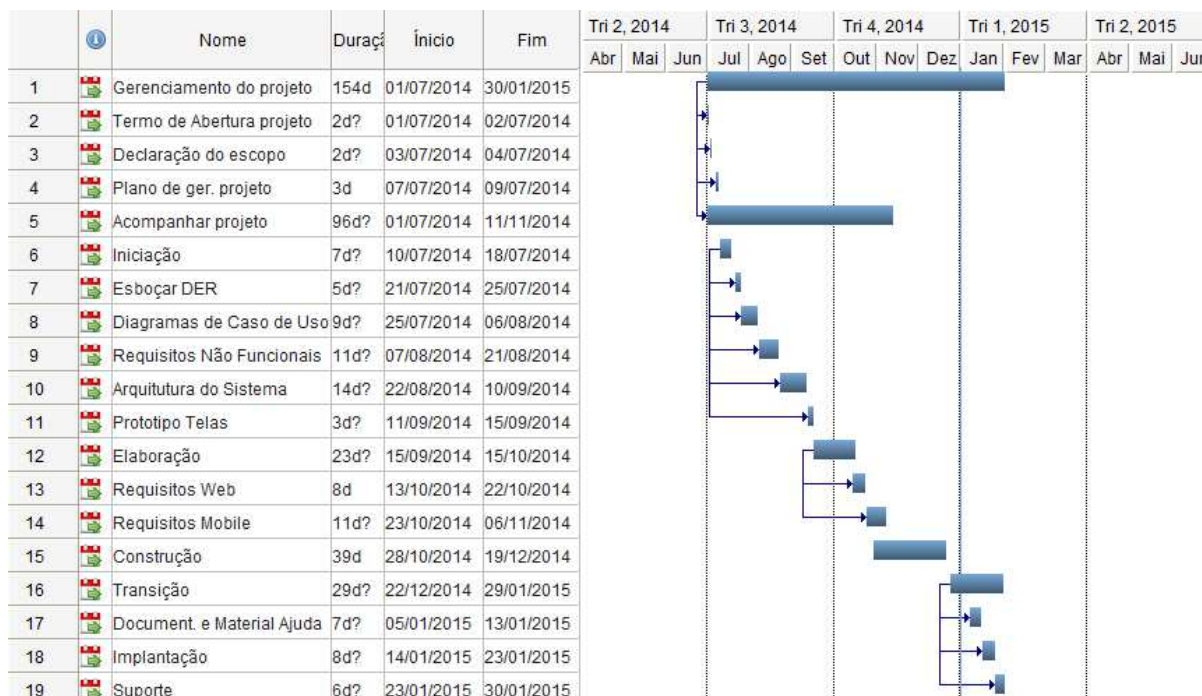 Tri 2, 2014 Tri 3, 2014 Tri 4, 2014 Tri 1, 2015 Tri 2, 2015
Nome Duraçã Ínicio Fim
Abr Mai Jun Jul Ago Set Out Nov Dez Jan Fev Mar Abr Mai Jun
1 Gerenciamento do projeto 154d 01/07/2014 30/01/2015
2 Termo de Abertura projeto 2d? 01/07/2014 02/07/2014
3 Declaração do escopo 2d? 03/07/2014 04/07/2014
4 Plano de ger. projeto 3d 07/07/2014 09/07/2014
5 Acompanhar projeto 96d? 01/07/2014 11/11/2014
6 Iniciação 7d? 10/07/2014 18/07/2014
7 Esboçar DER 5d? 21/07/2014 25/07/2014
8 Diagramas de Caso de Uso 9d? 25/07/2014 06/08/2014
9 Requisitos Não Funcionais 11d? 07/08/2014 21/08/2014
10 Arquitutura do Sistema 14d? 22/08/2014 10/09/2014
11 Prototipo Telas 3d? 11/09/2014 15/09/2014
12 Elaboração 23d? 15/09/2014 15/10/2014
13 Requisitos Web 8d 13/10/2014 22/10/2014
14 Requisitos Mobile 11d? 23/10/2014 06/11/2014
15 Construção 39d 28/10/2014 19/12/2014
16 Transição 29d? 22/12/2014 29/01/2015
17 Document. e Material Ajuda 7d? 05/01/2015 13/01/2015
18 Implantação 8d? 14/01/2015 23/01/2015
19 Suporte 6d? 23/01/2015 30/01/2015